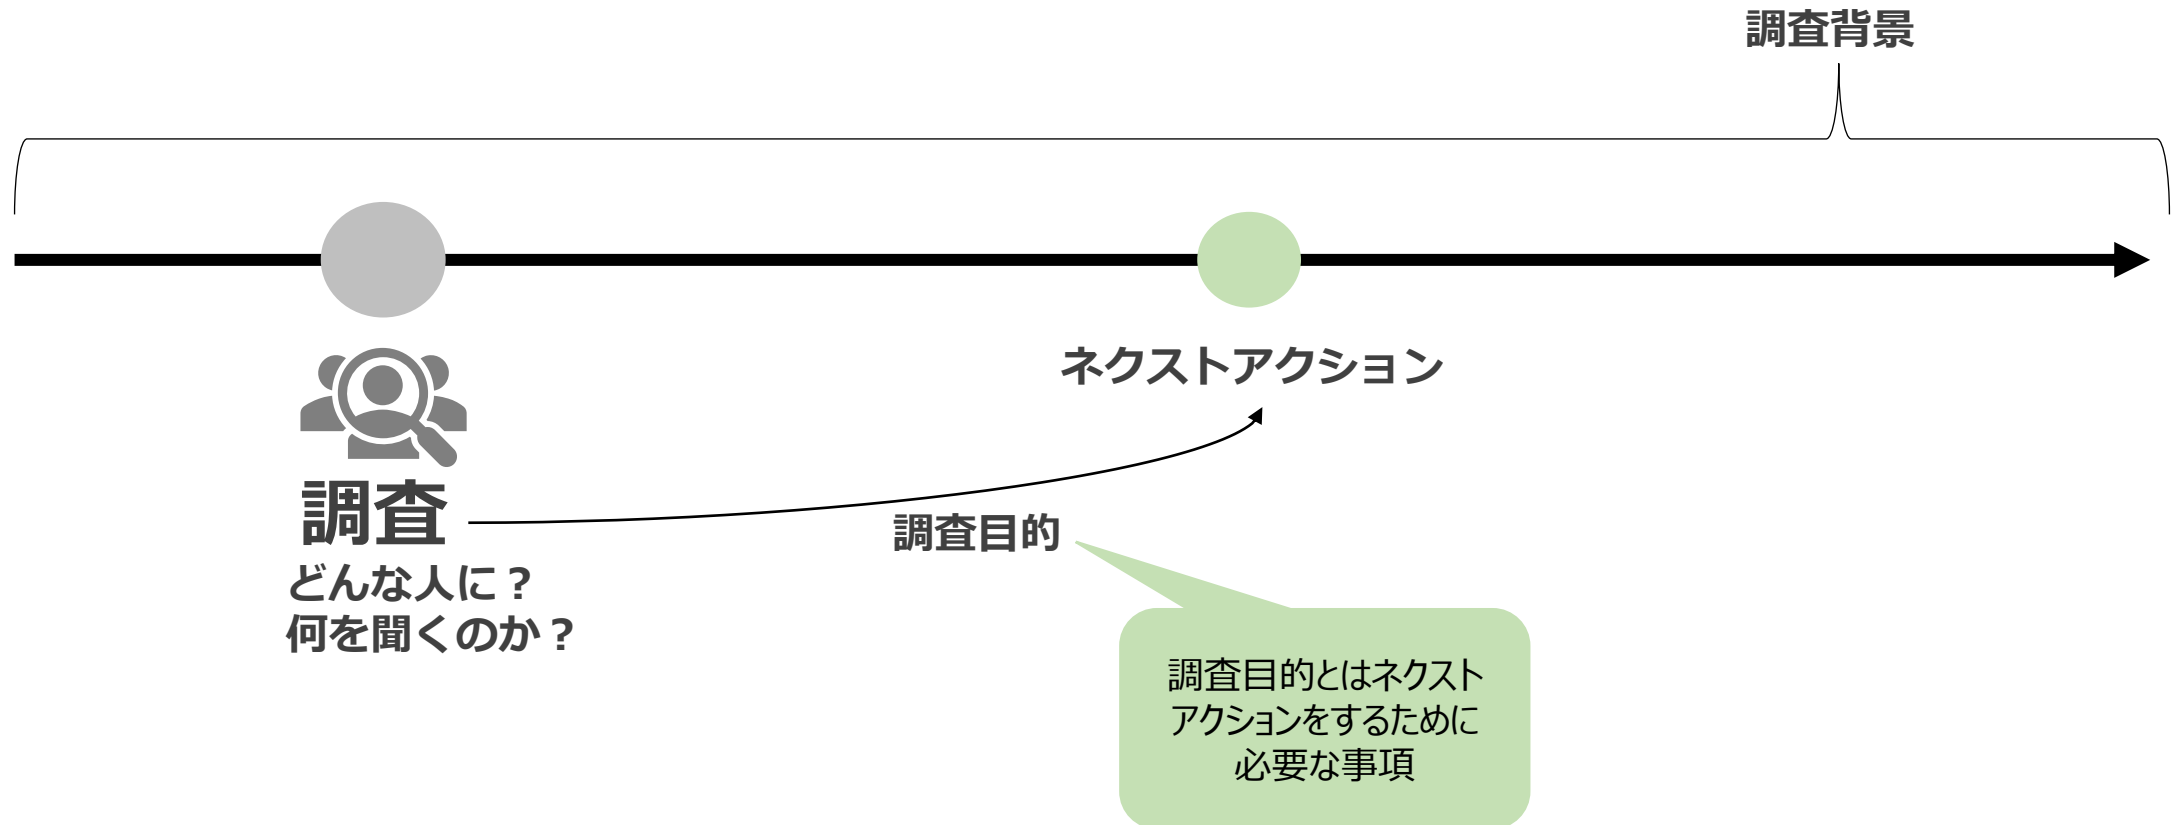 調査背景
ネクストアクション
調査
調査目的
どんな人に？
何を聞くのか？
調査目的とはネクスト
アクションをするために
必要な事項